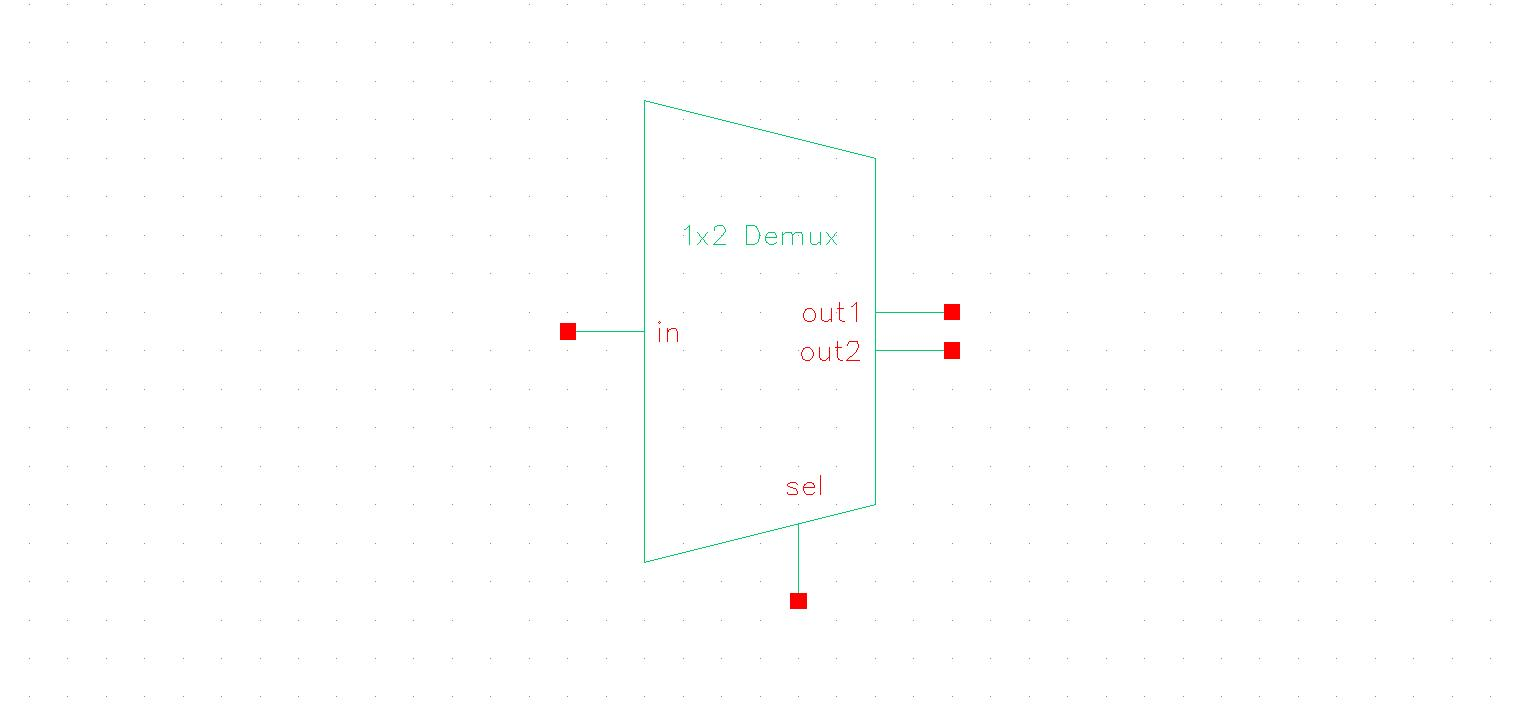 1x2 Demux
out1
in
out2
sel